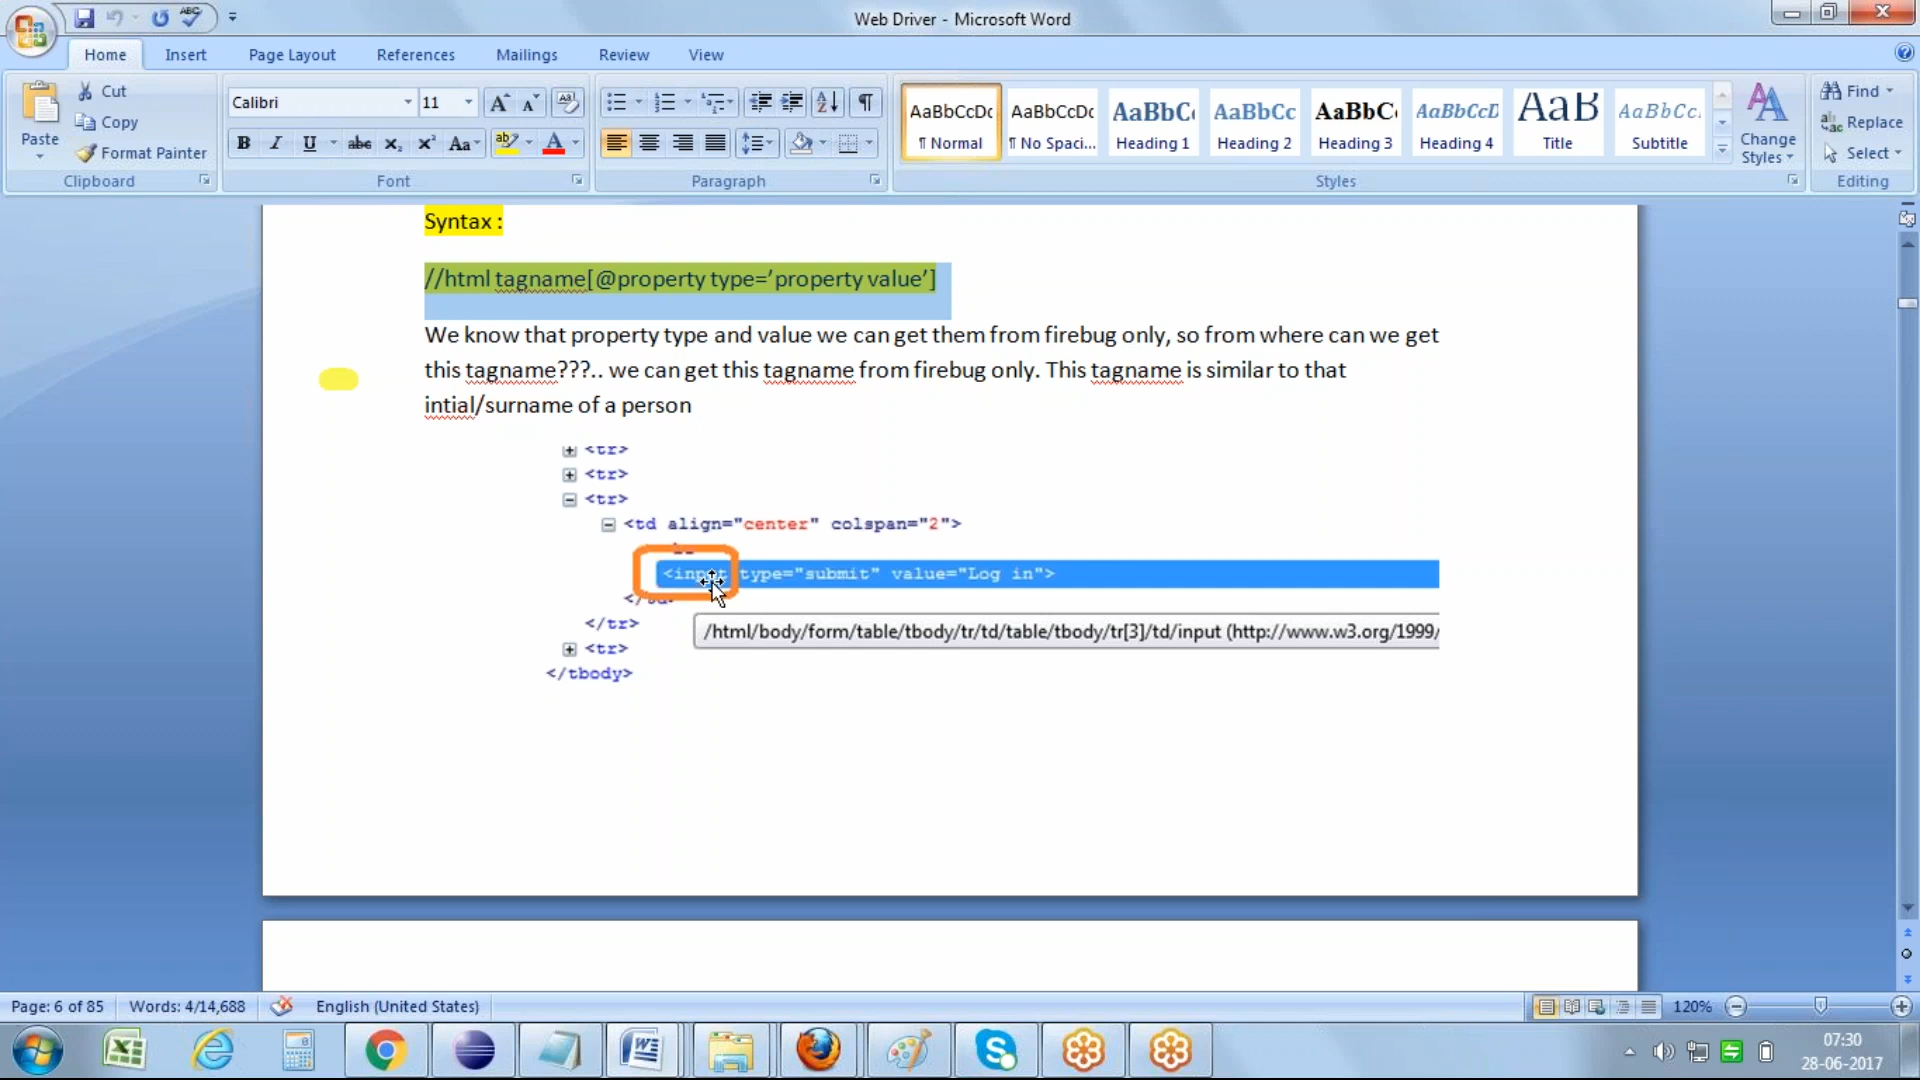 Web Driver - Microsoft Word
Home Insert Page Layout References Mailings Review View
Paste
Cut
Copy
Format Painter
Clipboard
Calibri 11
Font
Paragraph
AaBbCcDc AaBbCcDc AaBbC AaBbCc AaBbC AaBbCcD AaB AaBbCc.
¶ Normal ¶ No Spaci... Heading 1 Heading 2 Heading 3 Heading 4 Title Subtitle
Change Styles
Styles
Find
Replace
Select
Editing
Syntax :
//html tagname[@property type=’property value’]
We know that property type and value we can get them from firebug only, so from where can we get
this tagname???.. we can get this tagname from firebug only. This tagname is similar to that
intial/surname of a person
<tr>
<tr>
<tr>
<td align="center" colspan="2">
<input type="submit" value="Log in">
</tr>
/html/body/form/table/tbody/tr/td/table/tbody/tr[3]/td/input (http://www.w3.org/1999/
<tr>
</tbody>
Page: 6 of 85 Words: 4/14,688 English (United States) 120%
07:30
28-06-2017